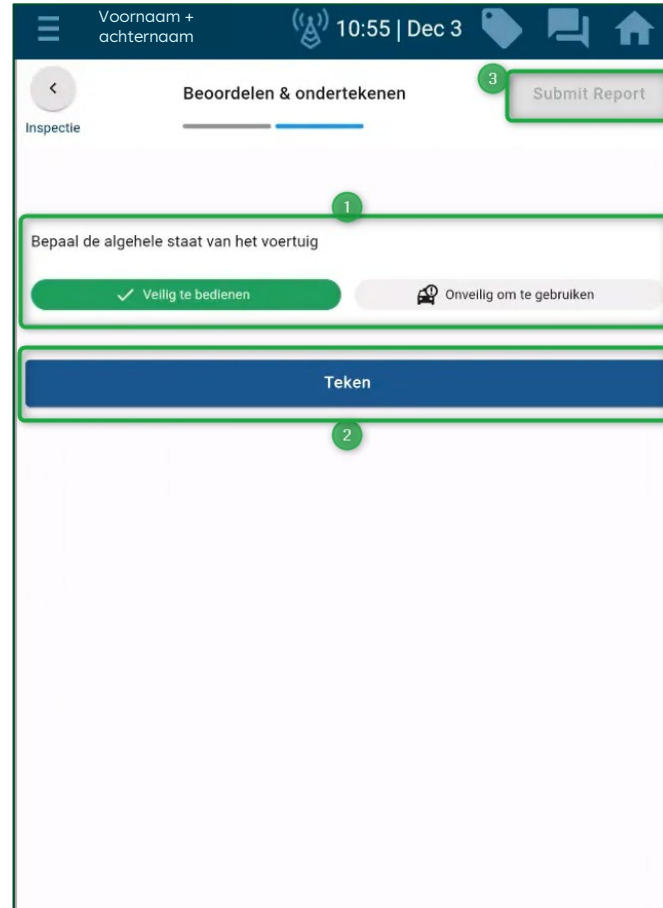 Voornaam +
achternaam
10:55 | Dec 3
Beoordelen & ondertekenen
3
Submit Report
Inspectie
1
Bepaal de algehele staat van het voertuig
Veilig te bedienen
Onveilig om te gebruiken
Teken
2